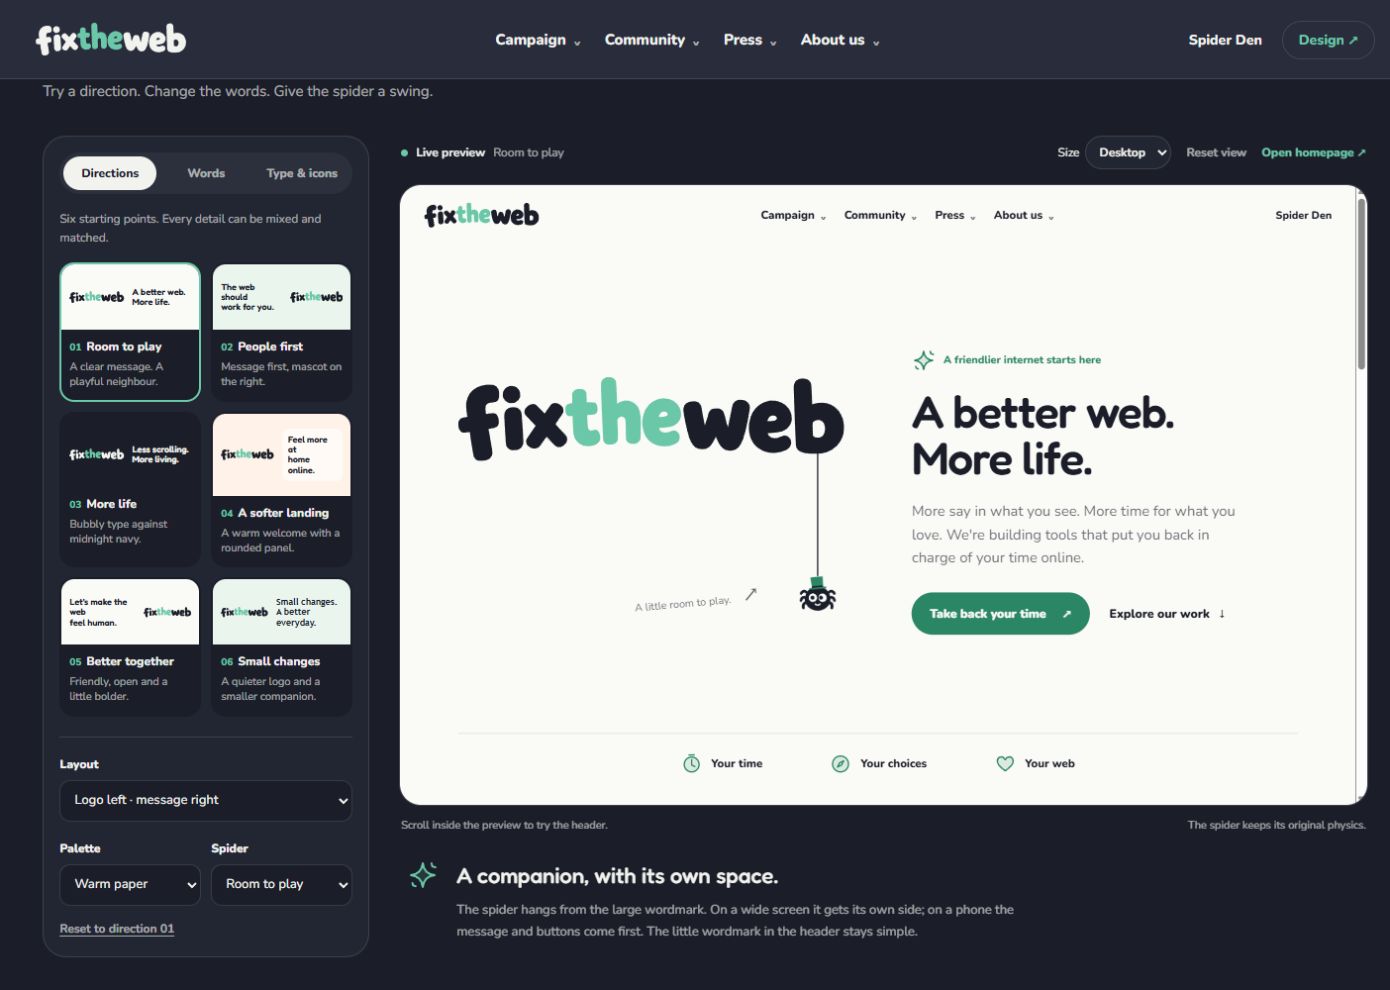 fixtheweb
Campaign
Community
Press
About us
Spider Den
Design ↗
Try a direction. Change the words. Give the spider a swing.
Directions
Words
Type & icons
Six starting points. Every detail can be mixed and
matched.
fixtheweb
A better web.
More life.
01 Room to play
A clear message. A
playful neighbour.
The web
should
work for you.
fixtheweb
02 People first
Message first, mascot on
the right.
fixtheweb
Less scrolling.
More living.
03 More life
Bubbly type against
midnight navy.
fixtheweb
Feel more
at
home
online.
04 A softer landing
A warm welcome with a
rounded panel.
Let's make the
web
feel human.
fixtheweb
05 Better together
Friendly, open and a
little bolder.
fixtheweb
Small changes.
A better
everyday.
06 Small changes
A quieter logo and a
smaller companion.
Layout
Logo left · message right
Palette
Warm paper
Spider
Room to play
Reset to direction 01
Live preview Room to play
Size
Desktop
Reset view
Open homepage ↗
fixtheweb
Campaign
Community
Press
About us
Spider Den
fixtheweb
A little room to play. ↗
A friendlier internet starts here
A better web.
More life.
More say in what you see. More time for what you
love. We're building tools that put you back in
charge of your time online.
Take back your time ↗
Explore our work ↓
Your time
Your choices
Your web
Scroll inside the preview to try the header.
The spider keeps its original physics.
A companion, with its own space.
The spider hangs from the large wordmark. On a wide screen it gets its own side; on a phone the
message and buttons come first. The little wordmark in the header stays simple.